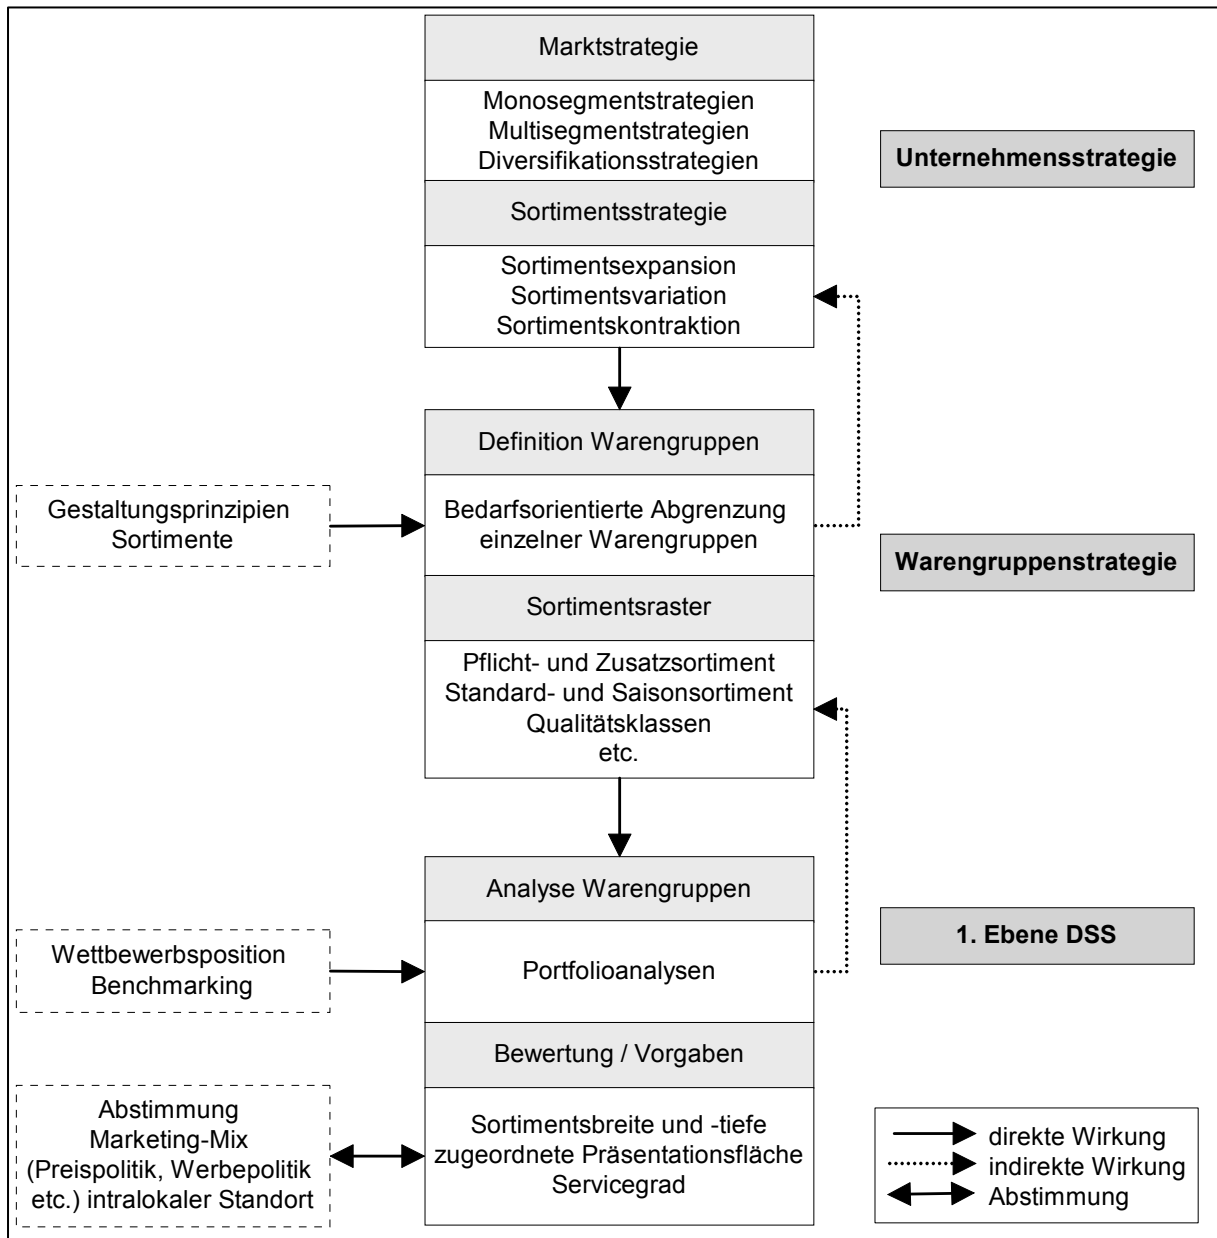 Marktstrategie
Monosegmentstrategien
Multisegmentstrategien
Diversifikationsstrategien
Unternehmensstrategie
Sortimentsstrategie
Sortimentsexpansion
Sortimentsvariation
Sortimentskontraktion
Definition Warengruppen
Gestaltungsprinzipien
Sortimente
Bedarfsorientierte Abgrenzung
einzelner Warengruppen
Warengruppenstrategie
Sortimentsraster
Pflicht- und Zusatzsortiment
Standard- und Saisonsortiment
Qualitätsklassen
etc.
Analyse Warengruppen
Wettbewerbsposition
Benchmarking
Portfolioanalysen
1. Ebene DSS
Bewertung / Vorgaben
Abstimmung
Marketing-Mix
(Preispolitik, Werbepolitik
etc.) intralokaler Standort
Sortimentsbreite und -tiefe
zugeordnete Präsentationsfläche
Servicegrad
direkte Wirkung
indirekte Wirkung
Abstimmung